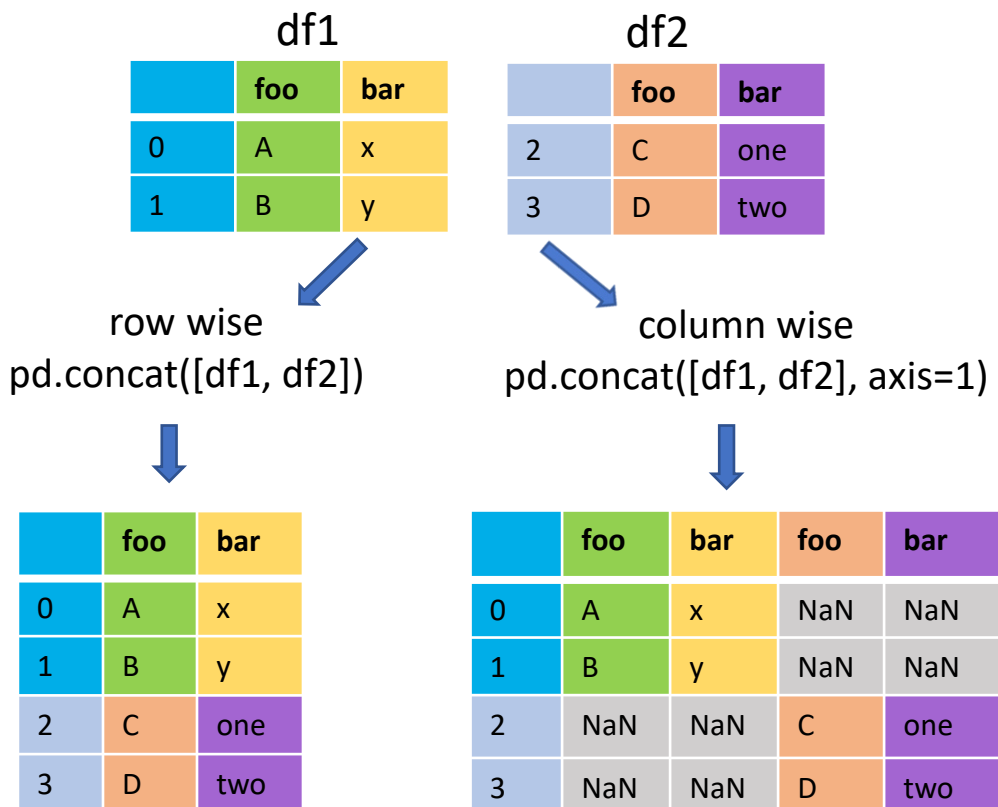 df1 df2
foo bar foo bar
0 A x 2 C one
1 B y 3 D two
row wise column wise
pd.concat([df1, df2]) pd.concat([df1, df2], axis=1)
foo bar foo bar foo bar
0 A x 0 A x NaN NaN
1 B y 1 B y NaN NaN
2 C one 2 NaN NaN C one
3 D two 3 NaN NaN D two